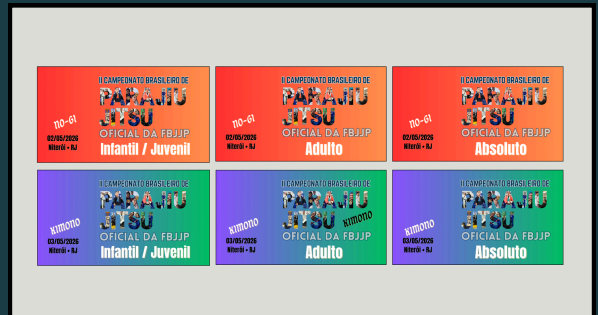 II CAMPEONATO BRASILEIRO DE
PARAJIU
JITSU
NO-GI
OFICIAL DA FBJJP
02/05/2026
Niterói • RJ
Infantil / Juvenil
II CAMPEONATO BRASILEIRO DE
PARAJIU
JITSU
NO-GI
OFICIAL DA FBJJP
02/05/2026
Niterói • RJ
Adulto
II CAMPEONATO BRASILEIRO DE
PARAJIU
JITSU
NO-GI
OFICIAL DA FBJJP
02/05/2026
Niterói • RJ
Absoluto
II CAMPEONATO BRASILEIRO DE
PARAJIU
JITSU
KIMONO
OFICIAL DA FBJJP
03/05/2026
Niterói • RJ
Infantil / Juvenil
II CAMPEONATO BRASILEIRO DE
PARAJIU
JITSU
KIMONO
KIMONO
OFICIAL DA FBJJP
03/05/2026
Niterói • RJ
Adulto
II CAMPEONATO BRASILEIRO DE
PARAJIU
JITSU
KIMONO
OFICIAL DA FBJJP
03/05/2026
Niterói • RJ
Absoluto